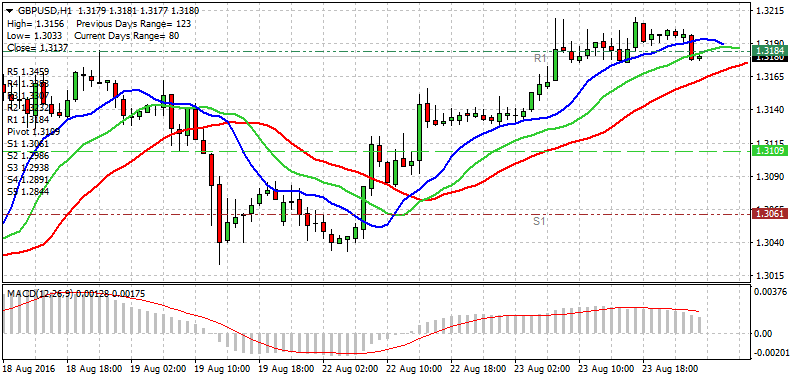 GBPUSD,H1 1.3179 1.3181 1.3177 1.3180
High= 1.3156 Previous Days Range= 123
Low= 1.3033 Current Days Range= 80
Close= 1.3137
R5 1.3459
R3 1.3307
R1 1.3184
Pivot 1.3109
S1 1.3061
S2 1.2986
S3 1.2938
S4 1.2891
S5 1.2844
R1
S1
1.3215
1.3190
1.3184
1.3180
1.3165
1.3140
1.3115
1.3109
1.3090
1.3065
1.3061
1.3040
1.3015
MACD(12,26,9) 0.00128 0.00175
0.00376
0.00
-0.00201
18 Aug 2016 18 Aug 18:00 19 Aug 02:00 19 Aug 10:00 19 Aug 18:00 22 Aug 02:00 22 Aug 10:00 22 Aug 18:00 23 Aug 02:00 23 Aug 10:00 23 Aug 18:00